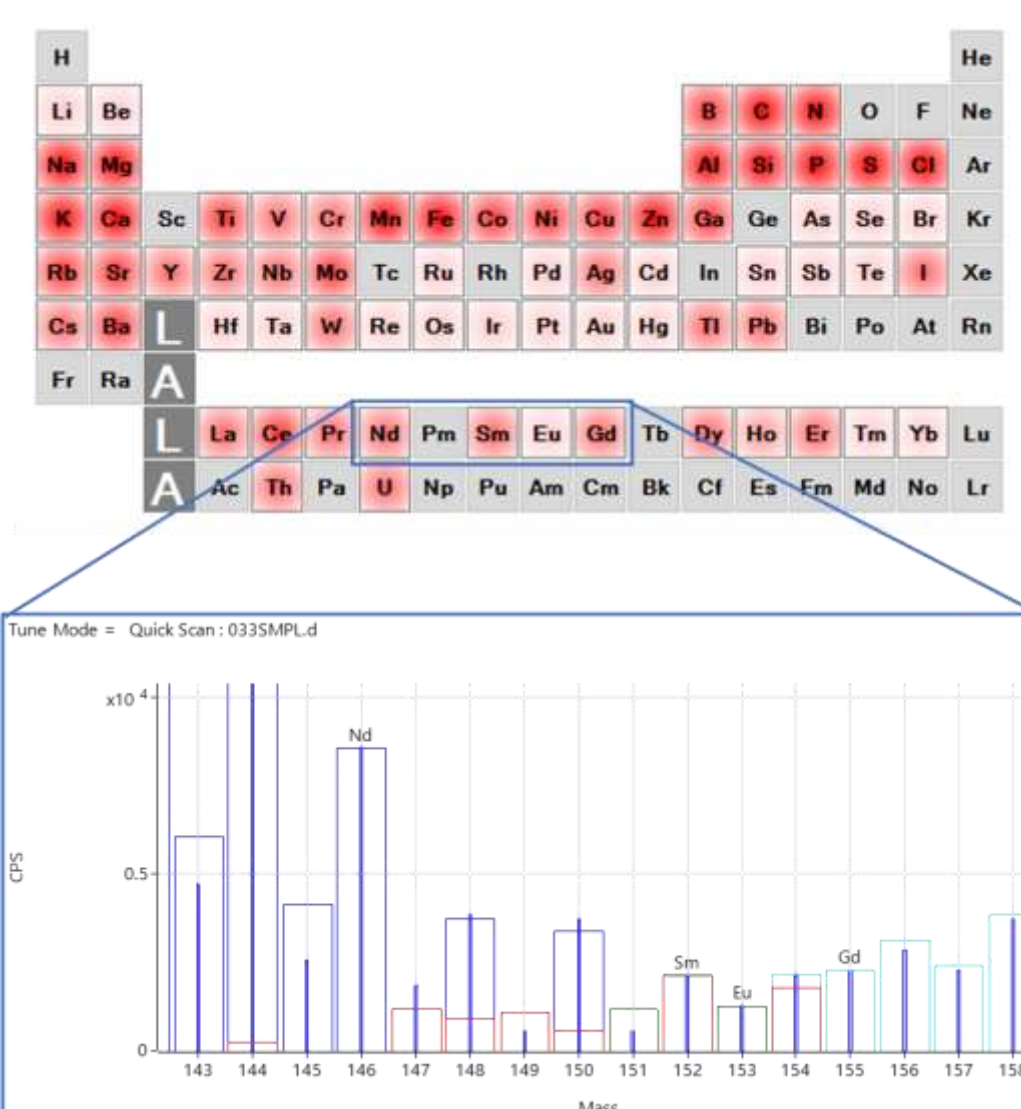 H He
Li Be B C N O F Ne
Na Mg Al Si P S Cl Ar
K Ca Sc Ti V Cr Mn Fe Co Ni Cu Zn Ga Ge As Se Br Kr
Rb Sr Y Zr Nb Mo Tc Ru Rh Pd Ag Cd In Sn Sb Te I Xe
Cs Ba L Hf Ta W Re Os Ir Pt Au Hg Tl Pb Bi Po At Rn
Fr Ra A
L La Ce Pr Nd Pm Sm Eu Gd Tb Dy Ho Er Tm Yb Lu
A Ac Th Pa U Np Pu Am Cm Bk Cf Es Fm Md No Lr
Tune Mode = Quick Scan : 033SMPL.d
x10 4
Nd
0.5
CPS
Sm
Gd
Eu
0
143 144 145 146 147 148 149 150 151 152 153 154 155 156 157 158
Mass